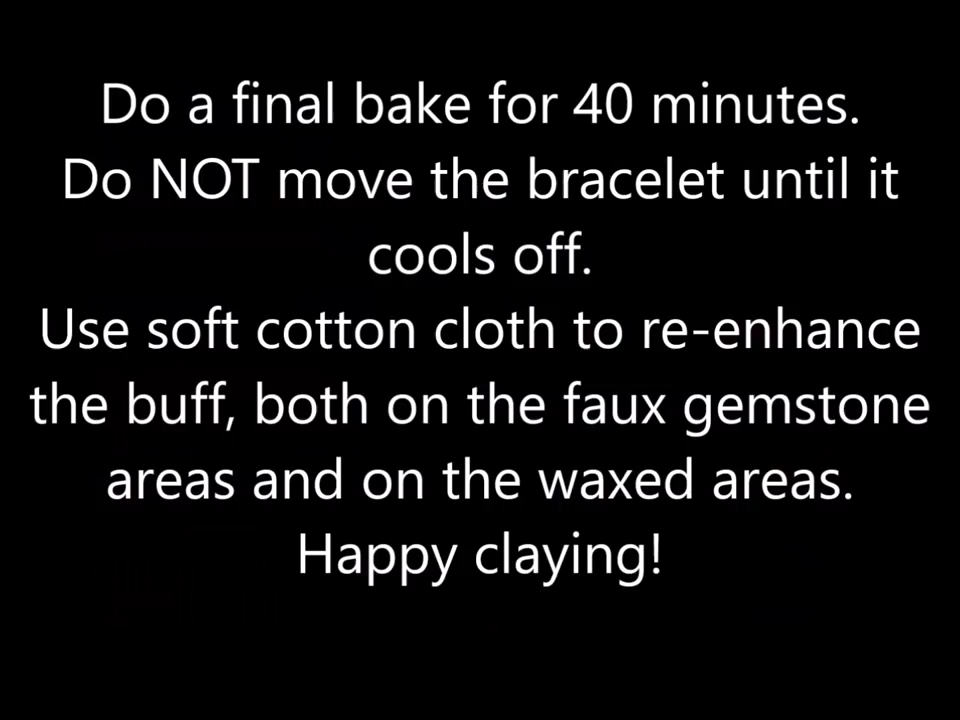 Do a final bake for 40 minutes.
Do NOT move the bracelet until it
cools off.
Use soft cotton cloth to re-enhance
the buff, both on the faux gemstone
areas and on the waxed areas.
Happy claying!